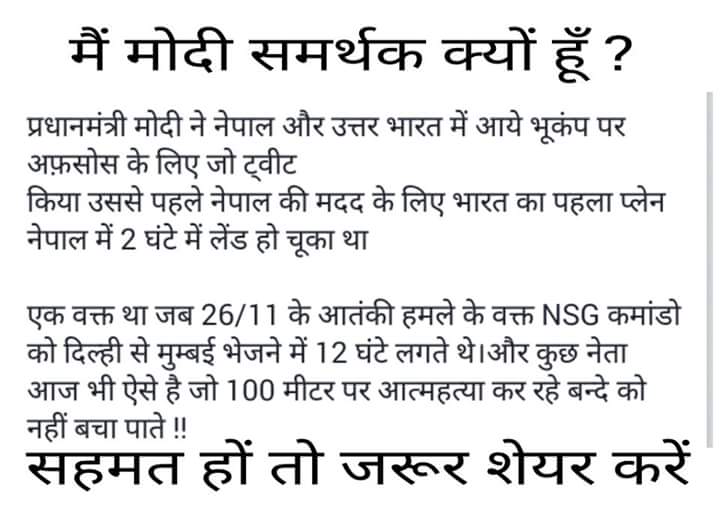 मैं मोदी समर्थक क्यों हूँ ?
प्रधानमंत्री मोदी ने नेपाल और उत्तर भारत में आये भूकंप पर
अफ़सोस के लिए जो ट्वीट
किया उससे पहले नेपाल की मदद के लिए भारत का पहला प्लेन
नेपाल में 2 घंटे में लेंड हो चूका था
एक वक्त था जब 26/11 के आतंकी हमले के वक्त NSG कमांडो
को दिल्ही से मुम्बई भेजने में 12 घंटे लगते थे।और कुछ नेता
आज भी ऐसे है जो 100 मीटर पर आत्महत्या कर रहे बन्दे को
नहीं बचा पाते !!
सहमत हों तो जरूर शेयर करें